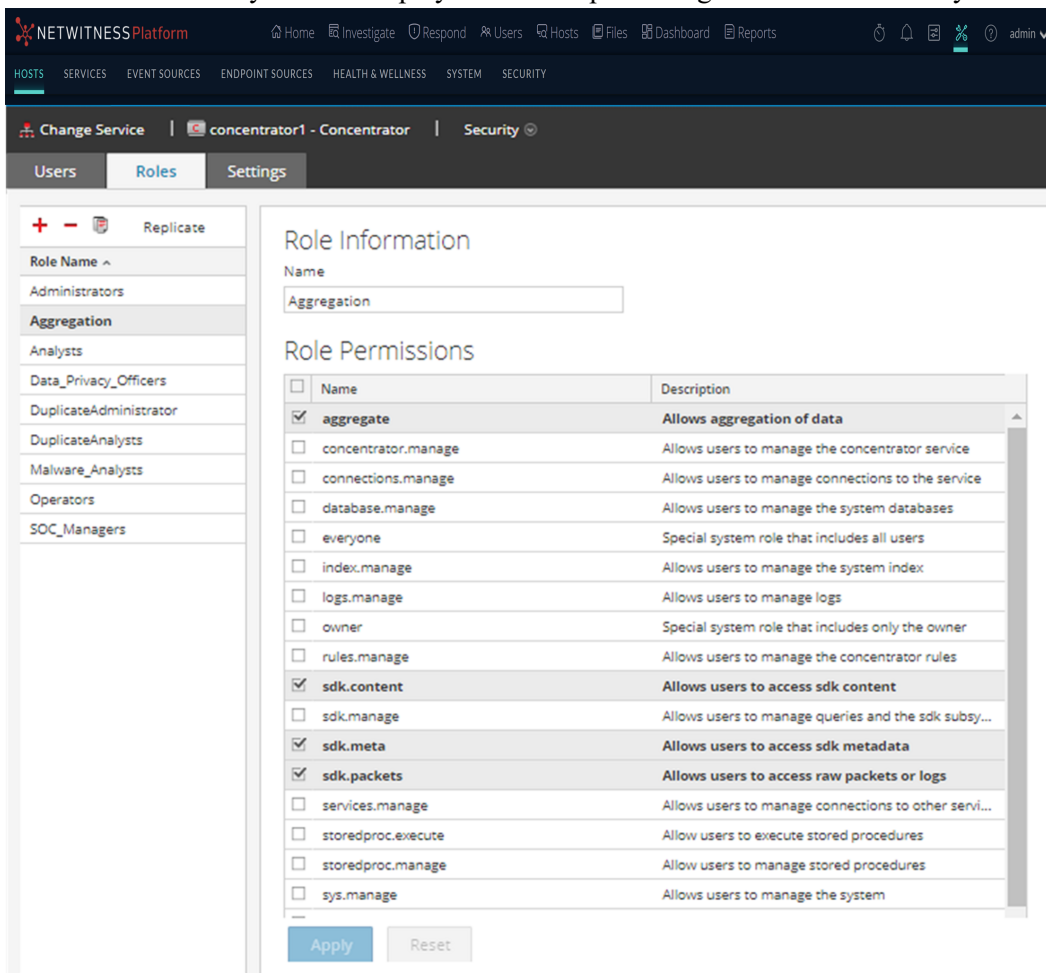 NETWITNESS Platform Home Investigate Respond Users Hosts Files Dashboard Reports admin
HOSTS SERVICES EVENT SOURCES ENDPOINT SOURCES HEALTH & WELLNESS SYSTEM SECURITY
Change Service | concentrator1 - Concentrator | Security
Users Roles Settings
Replicate
Role Name
Administrators
Aggregation
Analysts
Data_Privacy_Officers
DuplicateAdministrator
DuplicateAnalysts
Malware_Analysts
Operators
SOC_Managers
Role Information
Name
Aggregation
Role Permissions
Name Description
aggregate Allows aggregation of data
concentrator.manage Allows users to manage the concentrator service
connections.manage Allows users to manage connections to the service
database.manage Allows users to manage the system databases
everyone Special system role that includes all users
index.manage Allows users to manage the system index
logs.manage Allows users to manage logs
owner Special system role that includes only the owner
rules.manage Allows users to manage the concentrator rules
sdk.content Allows users to access sdk content
sdk.manage Allows users to manage queries and the sdk subsy...
sdk.meta Allows users to access sdk metadata
sdk.packets Allows users to access raw packets or logs
services.manage Allows users to manage connections to other servi...
storedproc.execute Allow users to execute stored procedures
storedproc.manage Allow users to manage stored procedures
sys.manage Allows users to manage the system
Apply Reset